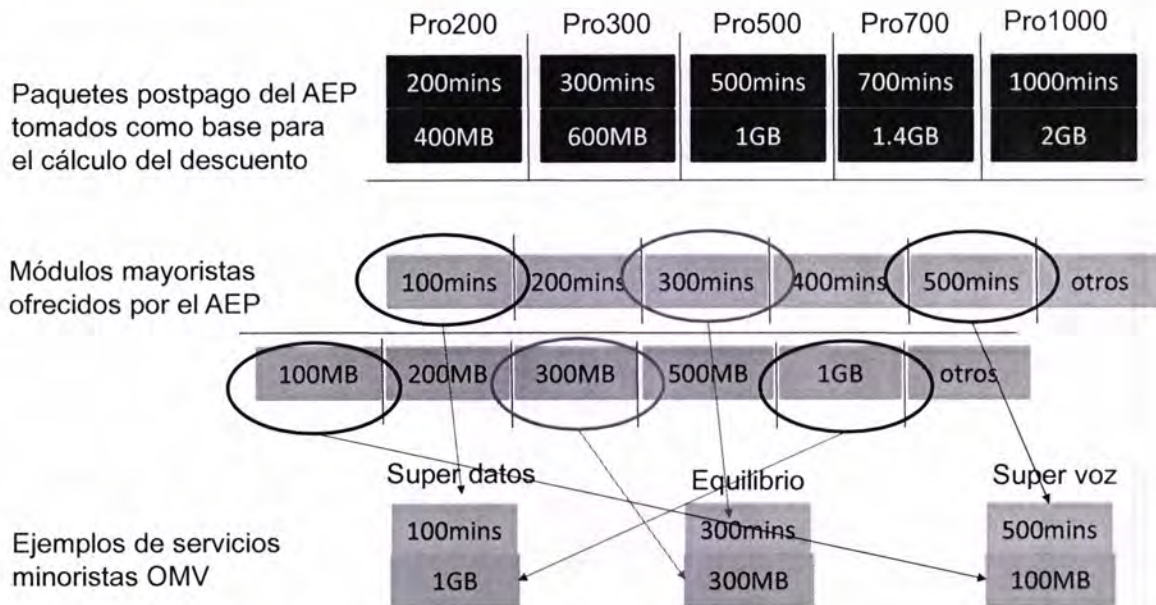 Pro200 Pro300 Pro500 Pro700 Pro1000
Paquetes postpago del AEP
tomados como base para
el cálculo del descuento
200mins 300mins 500mins 700mins 1000mins
400MB 600MB 1GB 1.4GB 2GB
Módulos mayoristas
ofrecidos por el AEP
100mins 200mins 300mins 400mins 500mins otros
100MB 200MB 300MB 500MB 1GB otros
Super datos Equilibrio Super voz
Ejemplos de servicios
minoristas OMV
100mins 300mins 500mins
1GB 300MB 100MB